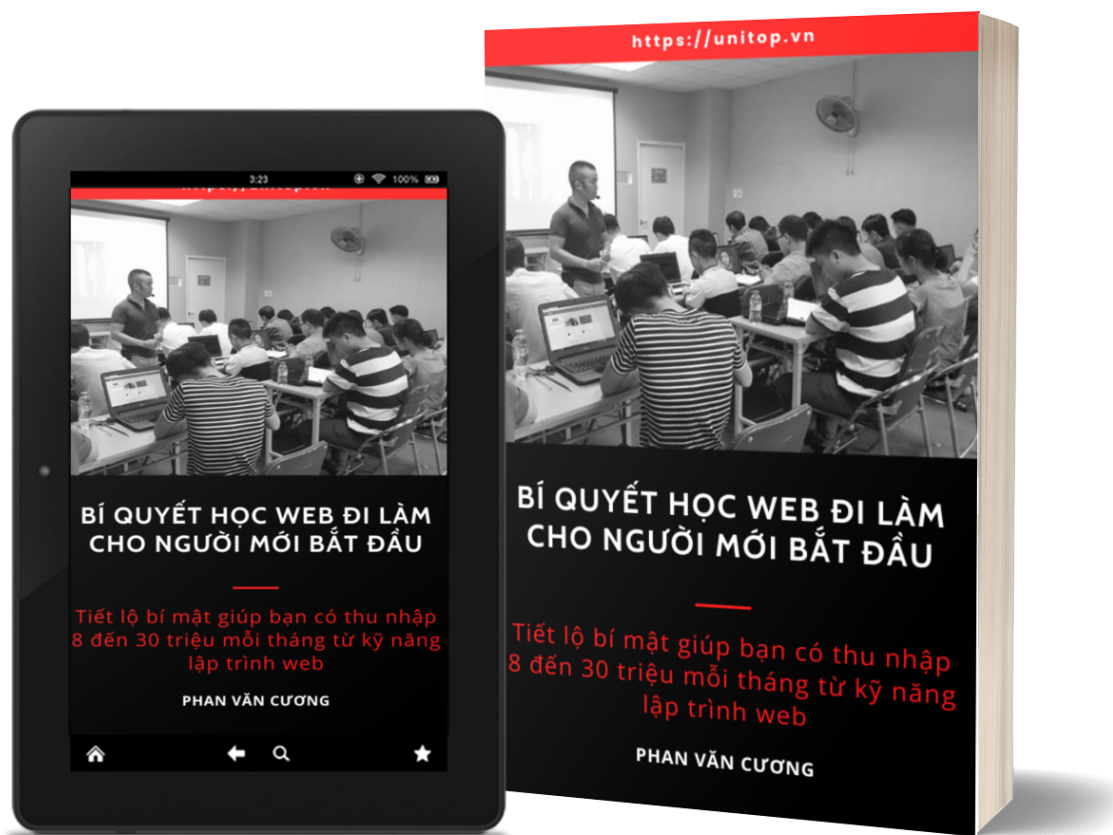 https://unitop.vn
BÍ QUYẾT HỌC WEB ĐI LÀM
CHO NGƯỜI MỚI BẮT ĐẦU
Tiết lộ bí mật giúp bạn có thu nhập
8 đến 30 triệu mỗi tháng từ kỹ năng
lập trình web
PHAN VĂN CƯƠNG
3:23 100%
https://unitop.vn
BÍ QUYẾT HỌC WEB ĐI LÀM
CHO NGƯỜI MỚI BẮT ĐẦU
Tiết lộ bí mật giúp bạn có thu nhập
8 đến 30 triệu mỗi tháng từ kỹ năng
lập trình web
PHAN VĂN CƯƠNG